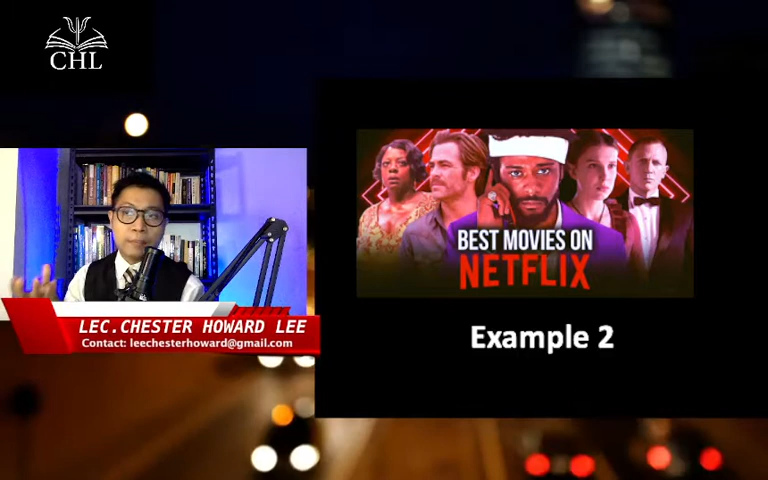 CHL
LEC.CHESTER HOWARD LEE
Contact: leechesterhoward@gmail.com
BEST MOVIES ON
NETFLIX
Example 2